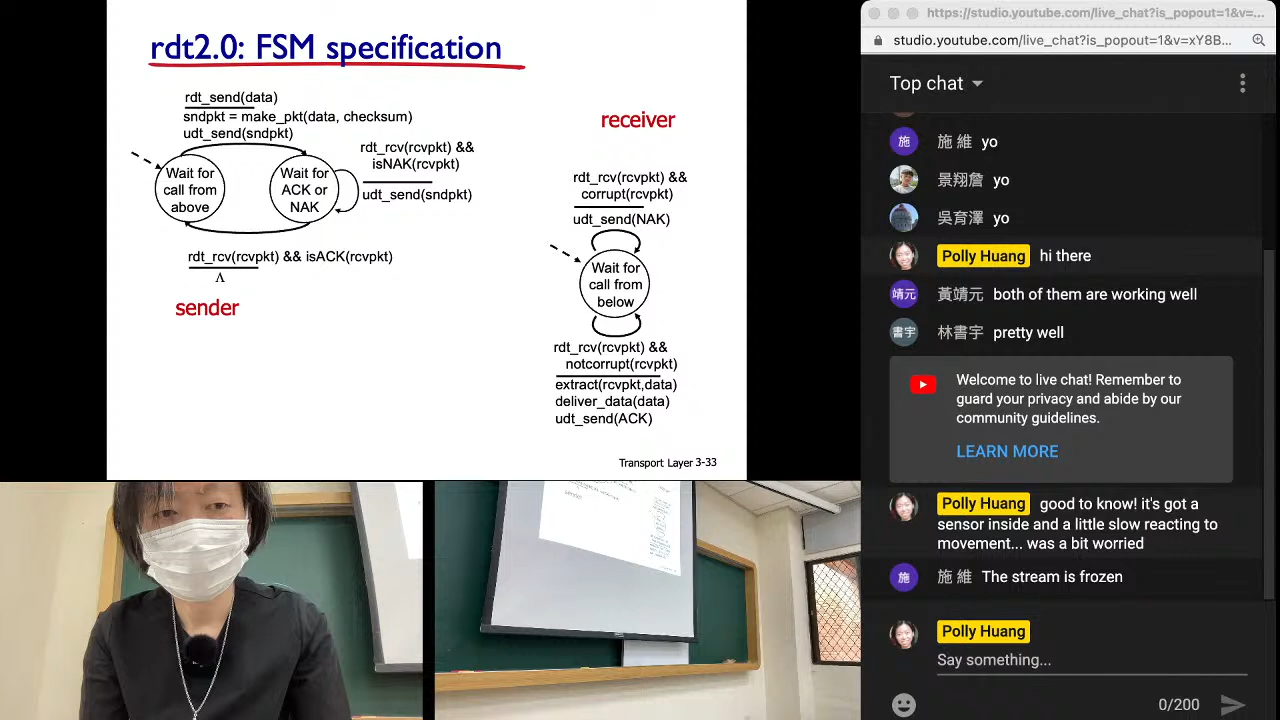 rdt2.0: FSM specification
rdt_send(data)
sndpkt = make_pkt(data, checksum)
udt_send(sndpkt)
Wait for
call from
above
Wait for
ACK or
NAK
rdt_rcv(rcvpkt) &&
isNAK(rcvpkt)
udt_send(sndpkt)
rdt_rcv(rcvpkt) && isACK(rcvpkt)
Λ
sender
receiver
rdt_rcv(rcvpkt) &&
corrupt(rcvpkt)
udt_send(NAK)
Wait for
call from
below
rdt_rcv(rcvpkt) &&
notcorrupt(rcvpkt)
extract(rcvpkt,data)
deliver_data(data)
udt_send(ACK)
Transport Layer 3-33
https://studio.youtube.com/live_chat?is_popout=1&v=...
studio.youtube.com/live_chat?is_popout=1&v=xY8B...
Top chat
施 施 維 yo
景翔詹 yo
吳育澤 yo
Polly Huang hi there
靖元 黃靖元 both of them are working well
書宇 林書宇 pretty well
Welcome to live chat! Remember to
guard your privacy and abide by our
community guidelines.
LEARN MORE
Polly Huang good to know! it's got a
sensor inside and a little slow reacting to
movement... was a bit worried
施 施 維 The stream is frozen
Polly Huang
Say something...
0/200